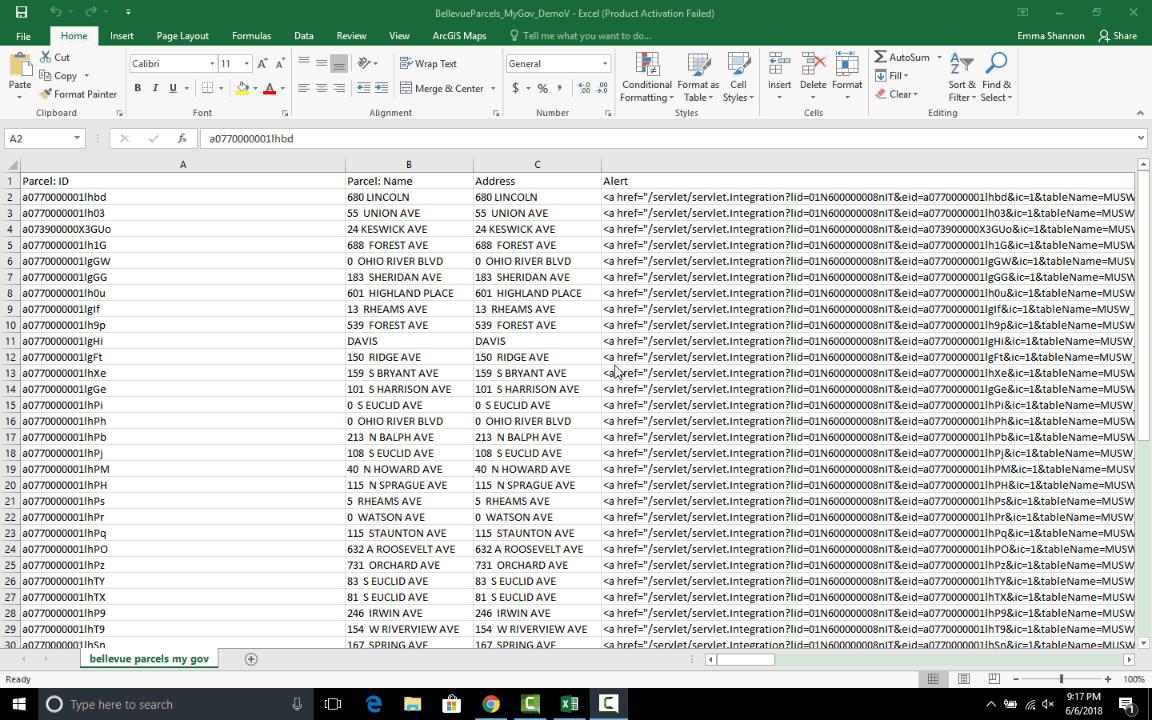 BellevueParcels_MyGov_DemoV - Excel (Product Activation Failed)
File Home Insert Page Layout Formulas Data Review View ArcGIS Maps Tell me what you want to do... Emma Shannon Share
Paste Cut Copy Format Painter Clipboard
Calibri 11 B I U A Font
Wrap Text Merge & Center Alignment
General $ % , Number
Conditional Formatting Format as Table Cell Styles Styles
Insert Delete Format Cells
AutoSum Fill Clear Sort & Filter Find & Select Editing
A2 fx a0770000001lhbd
A B C
1 Parcel: ID Parcel: Name Address Alert
2 a0770000001lhbd 680 LINCOLN 680 LINCOLN <a href="/servlet/servlet.Integration?lid=01N600000008nIT&eid=a0770000001lhbd&ic=1&tableName=MUSW
3 a0770000001lh03 55 UNION AVE 55 UNION AVE <a href="/servlet/servlet.Integration?lid=01N600000008nIT&eid=a0770000001lh03&ic=1&tableName=MUSW
4 a073900000X3GUo 24 KESWICK AVE 24 KESWICK AVE <a href="/servlet/servlet.Integration?lid=01N600000008nIT&eid=a073900000X3GUo&ic=1&tableName=MUSW
5 a0770000001lh1G 688 FOREST AVE 688 FOREST AVE <a href="/servlet/servlet.Integration?lid=01N600000008nIT&eid=a0770000001lh1G&ic=1&tableName=MUSW
6 a0770000001lgGW 0 OHIO RIVER BLVD 0 OHIO RIVER BLVD <a href="/servlet/servlet.Integration?lid=01N600000008nIT&eid=a0770000001lgGW&ic=1&tableName=MUSW
7 a0770000001lgGG 183 SHERIDAN AVE 183 SHERIDAN AVE <a href="/servlet/servlet.Integration?lid=01N600000008nIT&eid=a0770000001lgGG&ic=1&tableName=MUSW
8 a0770000001lh0u 601 HIGHLAND PLACE 601 HIGHLAND PLACE <a href="/servlet/servlet.Integration?lid=01N600000008nIT&eid=a0770000001lh0u&ic=1&tableName=MUSW
9 a0770000001lgIf 13 RHEAMS AVE 13 RHEAMS AVE <a href="/servlet/servlet.Integration?lid=01N600000008nIT&eid=a0770000001lgIf&ic=1&tableName=MUSW_
10 a0770000001lh9p 539 FOREST AVE 539 FOREST AVE <a href="/servlet/servlet.Integration?lid=01N600000008nIT&eid=a0770000001lh9p&ic=1&tableName=MUSW
11 a0770000001lgHi DAVIS DAVIS <a href="/servlet/servlet.Integration?lid=01N600000008nIT&eid=a0770000001lgHi&ic=1&tableName=MUSW_
12 a0770000001lgFt 150 RIDGE AVE 150 RIDGE AVE <a href="/servlet/servlet.Integration?lid=01N600000008nIT&eid=a0770000001lgFt&ic=1&tableName=MUSW_
13 a0770000001lhXe 159 S BRYANT AVE 159 S BRYANT AVE <a href="/servlet/servlet.Integration?lid=01N600000008nIT&eid=a0770000001lhXe&ic=1&tableName=MUSW
14 a0770000001lgGe 101 S HARRISON AVE 101 S HARRISON AVE <a href="/servlet/servlet.Integration?lid=01N600000008nIT&eid=a0770000001lgGe&ic=1&tableName=MUSW
15 a0770000001lhPi 0 S EUCLID AVE 0 S EUCLID AVE <a href="/servlet/servlet.Integration?lid=01N600000008nIT&eid=a0770000001lhPi&ic=1&tableName=MUSW_
16 a0770000001lhPh 0 OHIO RIVER BLVD 0 OHIO RIVER BLVD <a href="/servlet/servlet.Integration?lid=01N600000008nIT&eid=a0770000001lhPh&ic=1&tableName=MUSW
17 a0770000001lhPb 213 N BALPH AVE 213 N BALPH AVE <a href="/servlet/servlet.Integration?lid=01N600000008nIT&eid=a0770000001lhPb&ic=1&tableName=MUSW
18 a0770000001lhPj 108 S EUCLID AVE 108 S EUCLID AVE <a href="/servlet/servlet.Integration?lid=01N600000008nIT&eid=a0770000001lhPj&ic=1&tableName=MUSW_
19 a0770000001lhPM 40 N HOWARD AVE 40 N HOWARD AVE <a href="/servlet/servlet.Integration?lid=01N600000008nIT&eid=a0770000001lhPM&ic=1&tableName=MUSW
20 a0770000001lhPH 115 N SPRAGUE AVE 115 N SPRAGUE AVE <a href="/servlet/servlet.Integration?lid=01N600000008nIT&eid=a0770000001lhPH&ic=1&tableName=MUSW
21 a0770000001lhPs 5 RHEAMS AVE 5 RHEAMS AVE <a href="/servlet/servlet.Integration?lid=01N600000008nIT&eid=a0770000001lhPs&ic=1&tableName=MUSW
22 a0770000001lhPr 0 WATSON AVE 0 WATSON AVE <a href="/servlet/servlet.Integration?lid=01N600000008nIT&eid=a0770000001lhPr&ic=1&tableName=MUSW
23 a0770000001lhPq 115 STAUNTON AVE 115 STAUNTON AVE <a href="/servlet/servlet.Integration?lid=01N600000008nIT&eid=a0770000001lhPq&ic=1&tableName=MUSW
24 a0770000001lhPO 632 A ROOSEVELT AVE 632 A ROOSEVELT AVE <a href="/servlet/servlet.Integration?lid=01N600000008nIT&eid=a0770000001lhPO&ic=1&tableName=MUSW
25 a0770000001lhPz 731 ORCHARD AVE 731 ORCHARD AVE <a href="/servlet/servlet.Integration?lid=01N600000008nIT&eid=a0770000001lhPz&ic=1&tableName=MUSW
26 a0770000001lhTY 83 S EUCLID AVE 83 S EUCLID AVE <a href="/servlet/servlet.Integration?lid=01N600000008nIT&eid=a0770000001lhTY&ic=1&tableName=MUSW
27 a0770000001lhTX 81 S EUCLID AVE 81 S EUCLID AVE <a href="/servlet/servlet.Integration?lid=01N600000008nIT&eid=a0770000001lhTX&ic=1&tableName=MUSW
28 a0770000001lhP9 246 IRWIN AVE 246 IRWIN AVE <a href="/servlet/servlet.Integration?lid=01N600000008nIT&eid=a0770000001lhP9&ic=1&tableName=MUSW
29 a0770000001lhT9 154 W RIVERVIEW AVE 154 W RIVERVIEW AVE <a href="/servlet/servlet.Integration?lid=01N600000008nIT&eid=a0770000001lhT9&ic=1&tableName=MUSW
30 a0770000001lhSn 167 SPRING AVE 167 SPRING AVE <a href="/servlet/servlet.Integration?lid=01N600000008nIT&eid=a0770000001lhSn&ic=1&tableName=MUSW
bellevue parcels my gov
Ready 100%
Type here to search 9:17 PM
6/6/2018 1